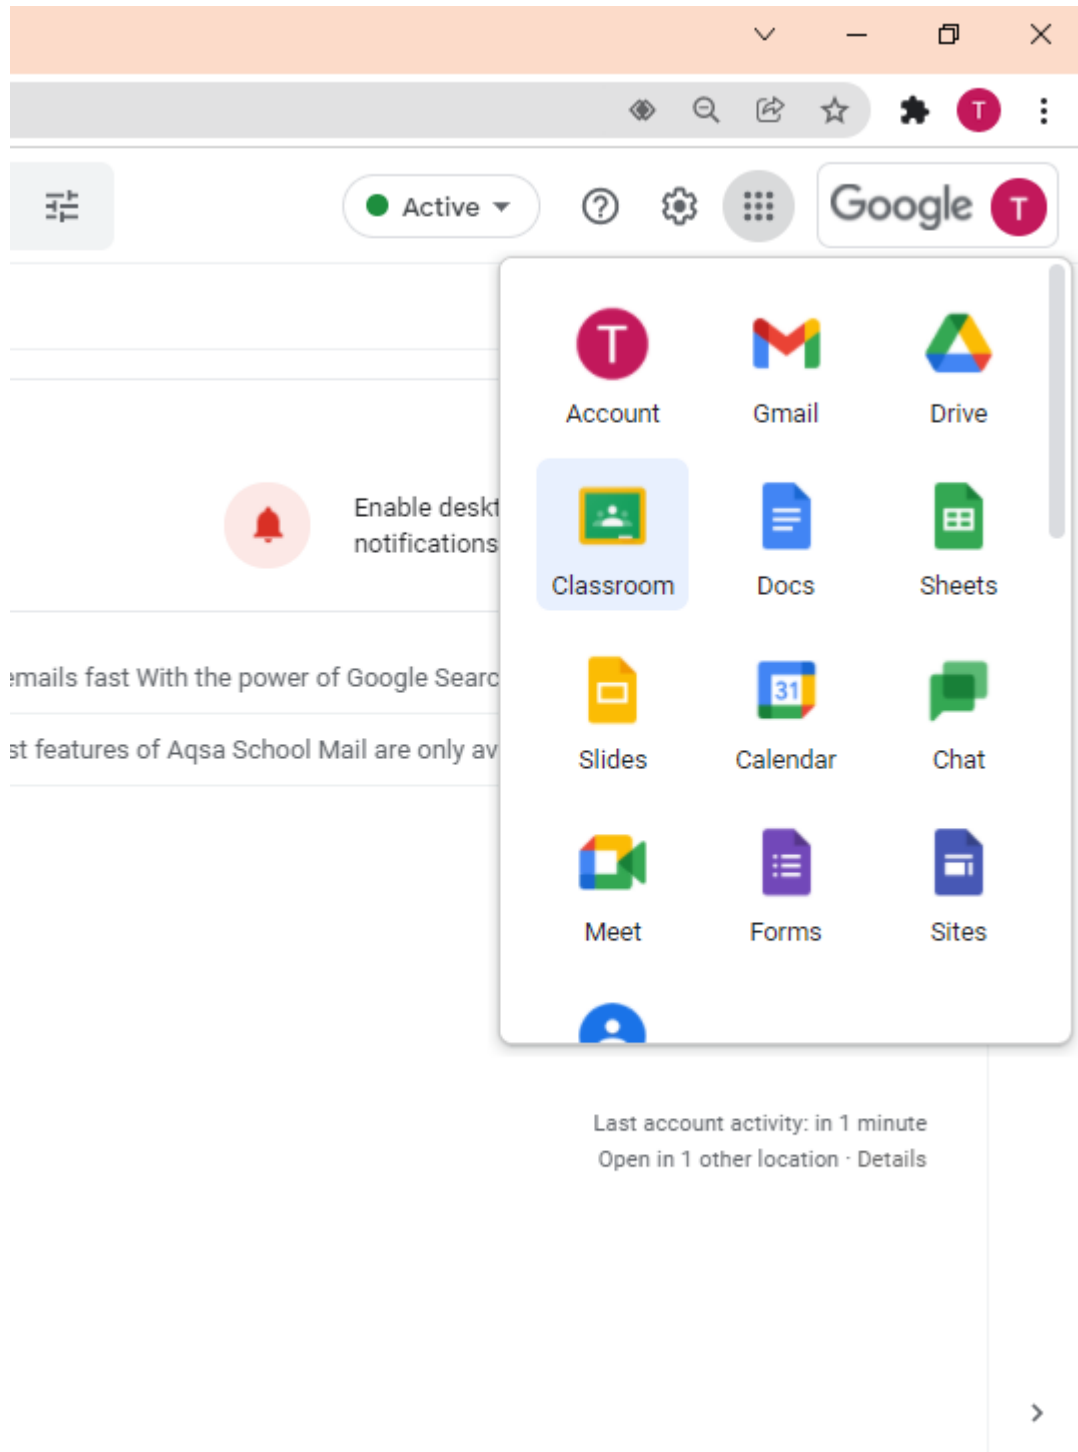 T
Active
Google T
T
Account Gmail Drive
Enable deskt
notifications
Classroom Docs Sheets
emails fast With the power of Google Searc
31
st features of Aqsa School Mail are only av
Slides Calendar Chat
Meet Forms Sites
Last account activity: in 1 minute
Open in 1 other location · Details